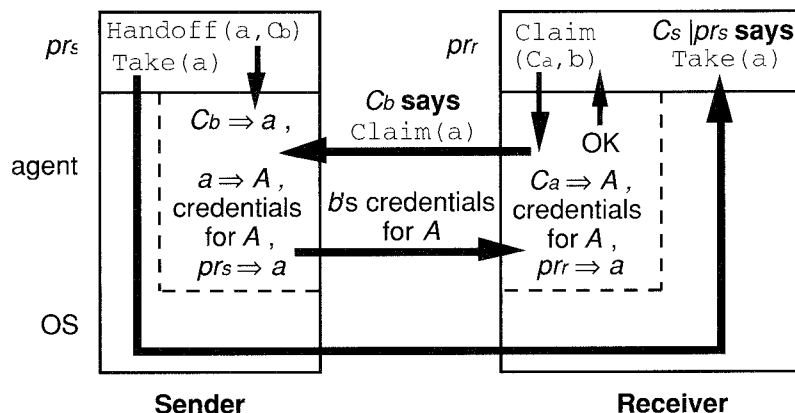 prs
Handoff(a,Cb)
Take(a)
prr
Claim
(Ca,b)
Cs|prs says
Take(a)
agent
Cb ⇒ a ,
a ⇒ A ,
credentials
for A ,
prs ⇒ a
Cb says
Claim(a)
b's credentials
for A
OK
Ca ⇒ A ,
credentials
for A ,
prr ⇒ a
OS
Sender
Receiver